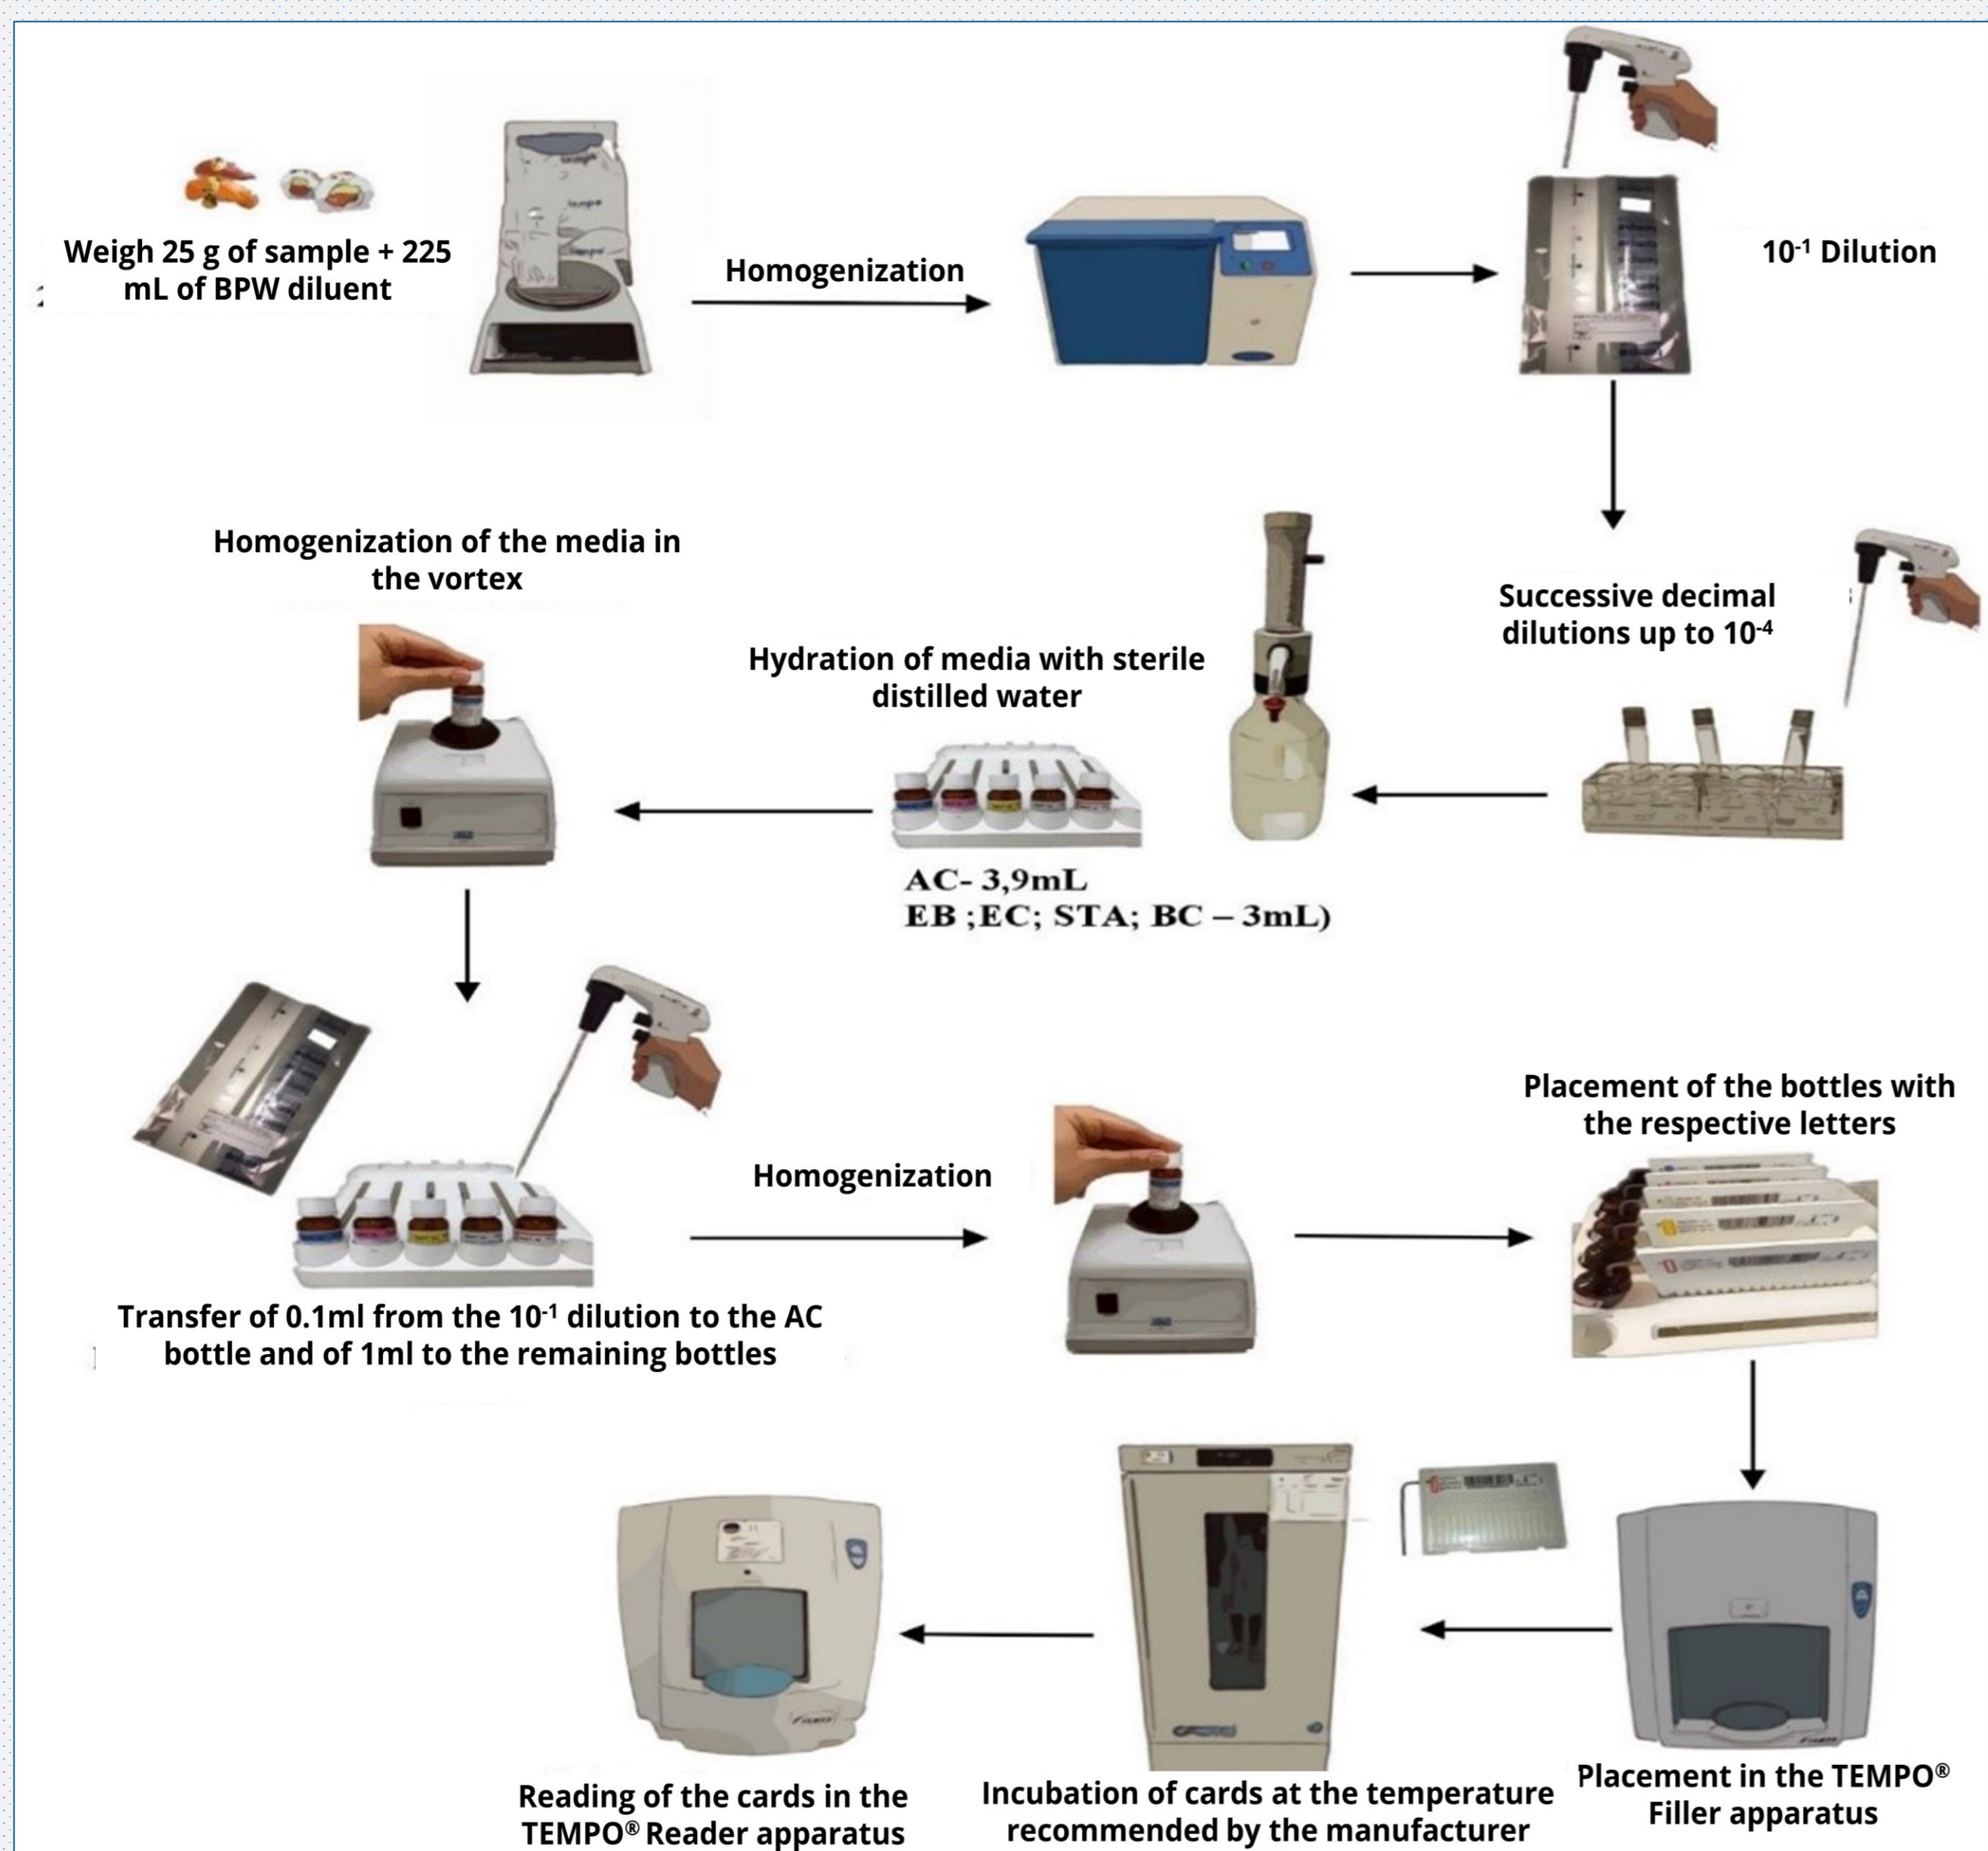 Weigh 25 g of sample + 225
mL of BPW diluent
Homogenization
10⁻¹ Dilution
Successive decimal
dilutions up to 10⁻⁴
Hydration of media with sterile
distilled water
AC- 3,9mL
EB ;EC; STA; BC – 3mL)
Homogenization of the media in
the vortex
Transfer of 0.1ml from the 10⁻¹ dilution to the AC
bottle and of 1ml to the remaining bottles
Homogenization
Placement of the bottles with
the respective letters
Placement in the TEMPO®
Filler apparatus
Incubation of cards at the temperature
recommended by the manufacturer
Reading of the cards in the
TEMPO® Reader apparatus